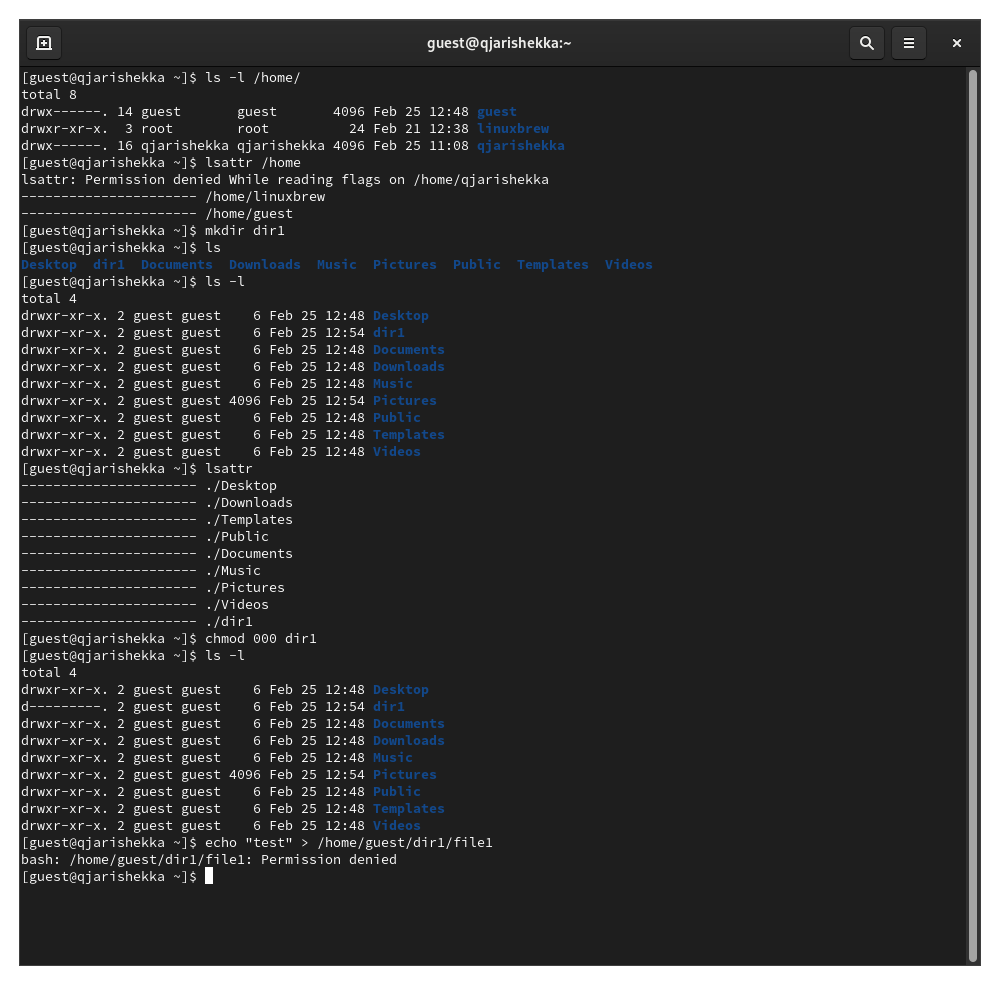 guest@qjarishekka:~
[guest@qjarishekka ~]$ ls -l /home/
total 8
drwx------. 14 guest       guest       4096 Feb 25 12:48 guest
drwxr-xr-x.  3 root        root          24 Feb 21 12:38 linuxbrew
drwx------. 16 qjarishekka qjarishekka 4096 Feb 25 11:08 qjarishekka
[guest@qjarishekka ~]$ lsattr /home
lsattr: Permission denied While reading flags on /home/qjarishekka
---------------------- /home/linuxbrew
---------------------- /home/guest
[guest@qjarishekka ~]$ mkdir dir1
[guest@qjarishekka ~]$ ls
Desktop  dir1  Documents  Downloads  Music  Pictures  Public  Templates  Videos
[guest@qjarishekka ~]$ ls -l
total 4
drwxr-xr-x. 2 guest guest    6 Feb 25 12:48 Desktop
drwxr-xr-x. 2 guest guest    6 Feb 25 12:54 dir1
drwxr-xr-x. 2 guest guest    6 Feb 25 12:48 Documents
drwxr-xr-x. 2 guest guest    6 Feb 25 12:48 Downloads
drwxr-xr-x. 2 guest guest    6 Feb 25 12:48 Music
drwxr-xr-x. 2 guest guest 4096 Feb 25 12:54 Pictures
drwxr-xr-x. 2 guest guest    6 Feb 25 12:48 Public
drwxr-xr-x. 2 guest guest    6 Feb 25 12:48 Templates
drwxr-xr-x. 2 guest guest    6 Feb 25 12:48 Videos
[guest@qjarishekka ~]$ lsattr
---------------------- ./Desktop
---------------------- ./Downloads
---------------------- ./Templates
---------------------- ./Public
---------------------- ./Documents
---------------------- ./Music
---------------------- ./Pictures
---------------------- ./Videos
---------------------- ./dir1
[guest@qjarishekka ~]$ chmod 000 dir1
[guest@qjarishekka ~]$ ls -l
total 4
drwxr-xr-x. 2 guest guest    6 Feb 25 12:48 Desktop
d---------. 2 guest guest    6 Feb 25 12:54 dir1
drwxr-xr-x. 2 guest guest    6 Feb 25 12:48 Documents
drwxr-xr-x. 2 guest guest    6 Feb 25 12:48 Downloads
drwxr-xr-x. 2 guest guest    6 Feb 25 12:48 Music
drwxr-xr-x. 2 guest guest 4096 Feb 25 12:54 Pictures
drwxr-xr-x. 2 guest guest    6 Feb 25 12:48 Public
drwxr-xr-x. 2 guest guest    6 Feb 25 12:48 Templates
drwxr-xr-x. 2 guest guest    6 Feb 25 12:48 Videos
[guest@qjarishekka ~]$ echo "test" > /home/guest/dir1/file1
bash: /home/guest/dir1/file1: Permission denied
[guest@qjarishekka ~]$